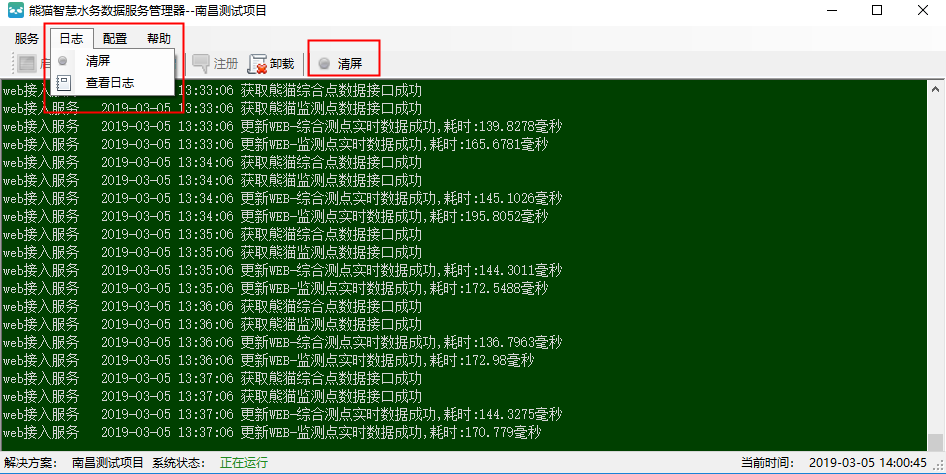 熊猫智慧水务数据服务管理器--南昌测试项目
服务 日志 配置 帮助
清屏
查看日志
注册 卸载 清屏
web接入服务 13:33:06 获取熊猫综合点数据接口成功
web接入服务 2019-03-05 13:33:06 获取熊猫监测点数据接口成功
web接入服务 2019-03-05 13:33:06 更新WEB-综合测点实时数据成功,耗时:139.8278毫秒
web接入服务 2019-03-05 13:33:06 更新WEB-监测点实时数据成功,耗时:165.6781毫秒
web接入服务 2019-03-05 13:34:06 获取熊猫综合点数据接口成功
web接入服务 2019-03-05 13:34:06 获取熊猫监测点数据接口成功
web接入服务 2019-03-05 13:34:06 更新WEB-综合测点实时数据成功,耗时:145.1026毫秒
web接入服务 2019-03-05 13:34:06 更新WEB-监测点实时数据成功,耗时:195.8052毫秒
web接入服务 2019-03-05 13:35:06 获取熊猫综合点数据接口成功
web接入服务 2019-03-05 13:35:06 获取熊猫监测点数据接口成功
web接入服务 2019-03-05 13:35:06 更新WEB-综合测点实时数据成功,耗时:144.3011毫秒
web接入服务 2019-03-05 13:35:06 更新WEB-监测点实时数据成功,耗时:172.5488毫秒
web接入服务 2019-03-05 13:36:06 获取熊猫综合点数据接口成功
web接入服务 2019-03-05 13:36:06 获取熊猫监测点数据接口成功
web接入服务 2019-03-05 13:36:06 更新WEB-综合测点实时数据成功,耗时:136.7963毫秒
web接入服务 2019-03-05 13:36:06 更新WEB-监测点实时数据成功,耗时:172.98毫秒
web接入服务 2019-03-05 13:37:06 获取熊猫综合点数据接口成功
web接入服务 2019-03-05 13:37:06 获取熊猫监测点数据接口成功
web接入服务 2019-03-05 13:37:06 更新WEB-综合测点实时数据成功,耗时:144.3275毫秒
web接入服务 2019-03-05 13:37:06 更新WEB-监测点实时数据成功,耗时:170.779毫秒
解决方案: 南昌测试项目 系统状态: 正在运行 当前时间: 2019-03-05 14:00:45